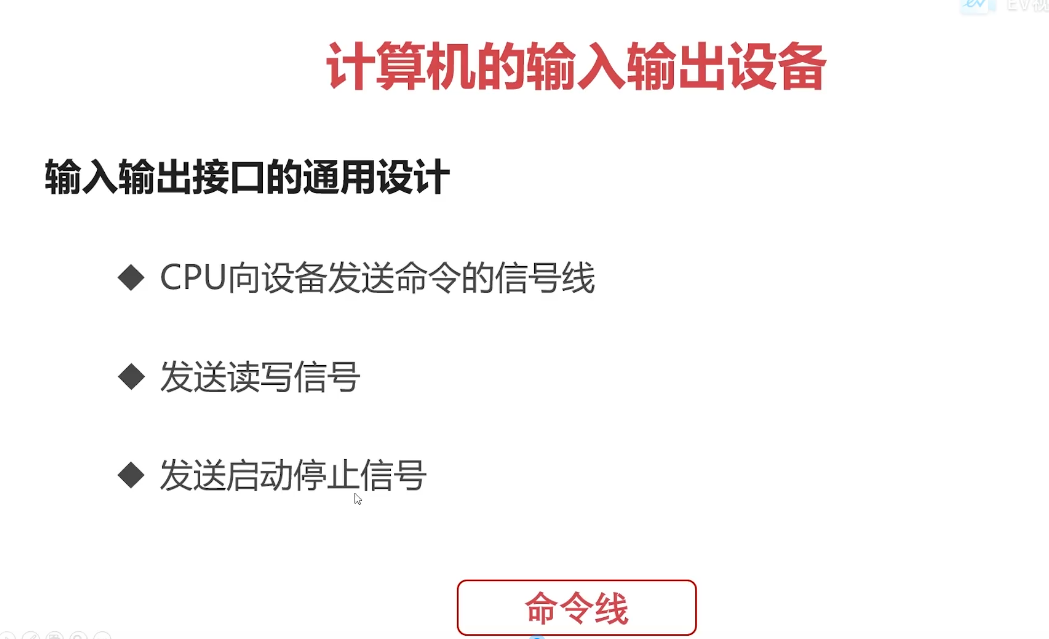 EV
计算机的输入输出设备
输入输出接口的通用设计
◆ CPU向设备发送命令的信号线
◆ 发送读写信号
◆ 发送启动停止信号
命令线